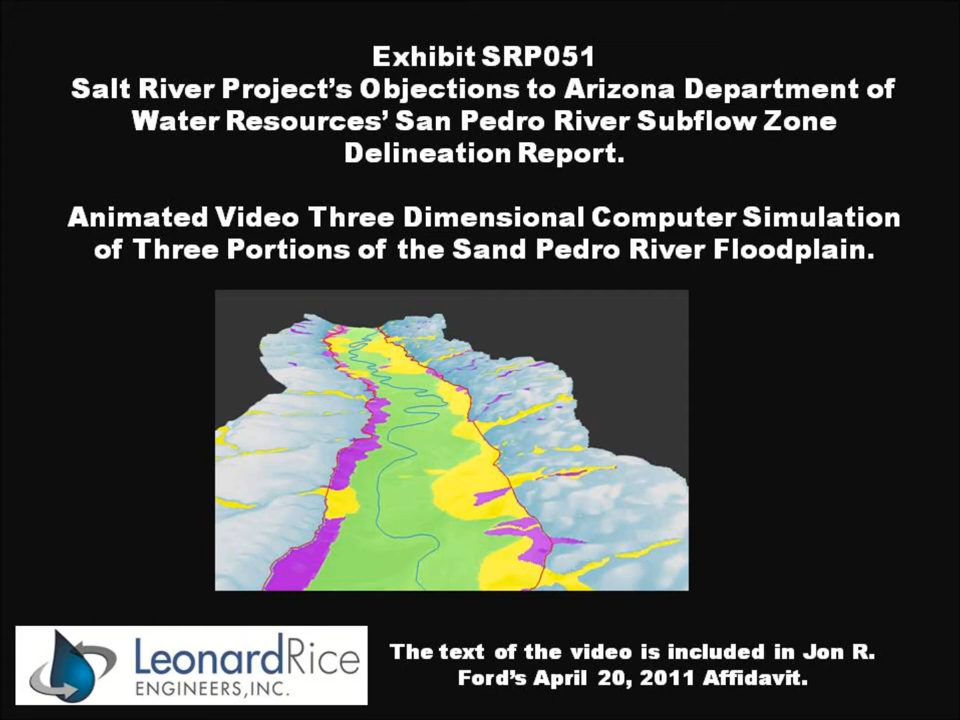 Exhibit SRP051
Salt River Project's Objections to Arizona Department of
Water Resources' San Pedro River Subflow Zone
Delineation Report.
Animated Video Three Dimensional Computer Simulation
of Three Portions of the Sand Pedro River Floodplain.
LeonardRice
ENGINEERS, INC.
The text of the video is included in Jon R.
Ford's April 20, 2011 Affidavit.